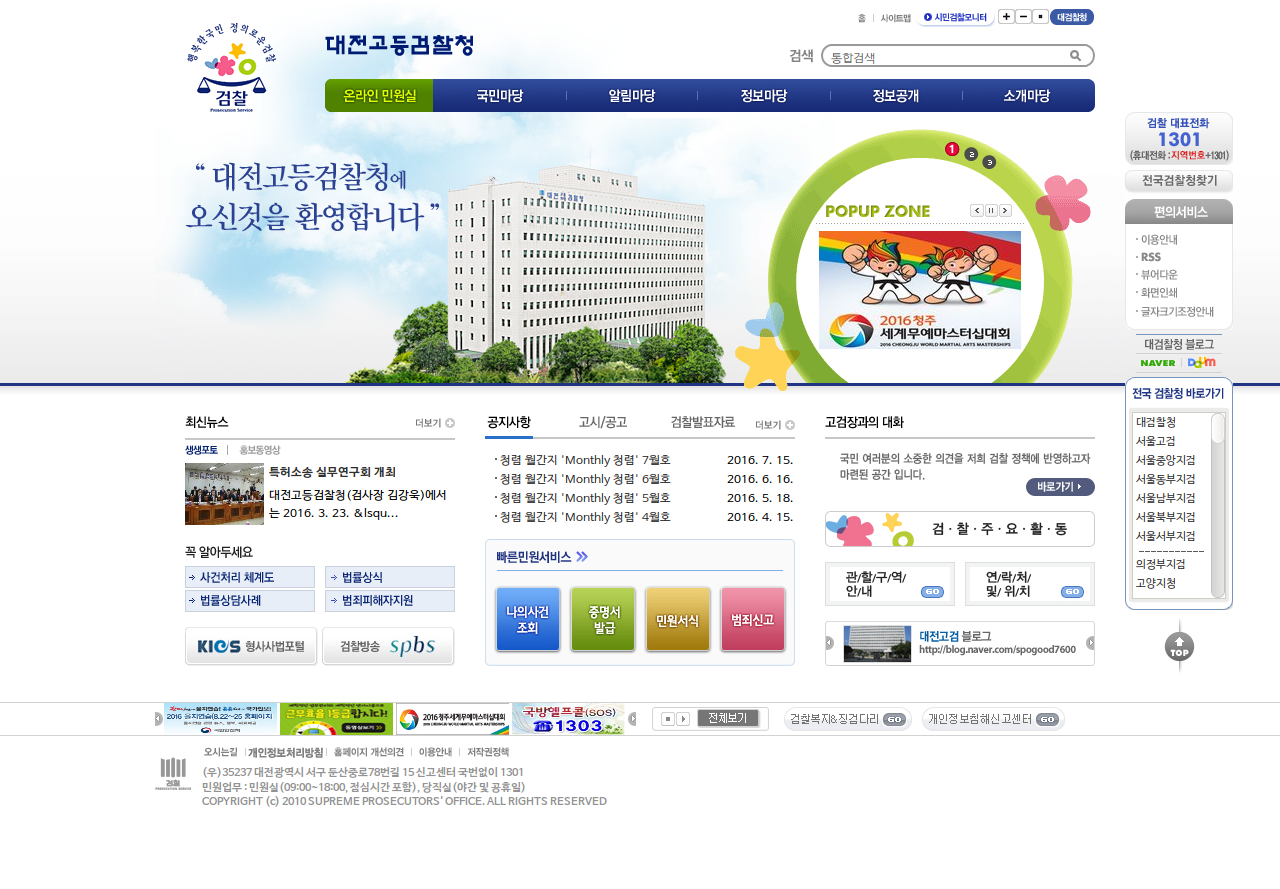 홈
사이트맵
시민검찰모니터
대검찰청
행복한국민 정의로운검찰
검찰
Prosecution Service
대전고등검찰청
검색
통합검색
온라인 민원실
국민마당
알림마당
정보마당
정보공개
소개마당
“ 대전고등검찰청에
오신것을 환영합니다 ”
1 2 3
POPUP ZONE
2016 청주
세계무예마스터십대회
2016 CHEONGJU WORLD MARTIAL ARTS MASTERSHIPS
검찰 대표전화
1301
(휴대전화 :지역번호+1301)
전국검찰청찾기
편의서비스
· 이용안내
· RSS
· 뷰어다운
· 화면인쇄
· 글자크기조정안내
대검찰청 블로그
NAVER
Daum
전국 검찰청 바로가기
대검찰청
서울고검
서울중앙지검
서울동부지검
서울남부지검
서울북부지검
서울서부지검
------------
의정부지검
고양지청
TOP
최신뉴스
더보기
생생포토
홍보동영상
특허소송 실무연구회 개최
대전고등검찰청(검사장 김강욱)에서
는 2016. 3. 23. &lsqu...
꼭 알아두세요
사건처리 체계도
법률상식
법률상담사례
범죄피해자지원
KICS 형사사법포털
검찰방송 spbs
공지사항
고시/공고
검찰발표자료
더보기
· 청렴 월간지 'Monthly 청렴' 7월호 2016. 7. 15.
· 청렴 월간지 'Monthly 청렴' 6월호 2016. 6. 16.
· 청렴 월간지 'Monthly 청렴' 5월호 2016. 5. 18.
· 청렴 월간지 'Monthly 청렴' 4월호 2016. 4. 15.
빠른민원서비스
나의사건
조회
증명서
발급
민원서식
범죄신고
고검장과의 대화
국민 여러분의 소중한 의견을 저희 검찰 정책에 반영하고자
마련된 공간 입니다.
바로가기
검·찰·주·요·활·동
관/할/구/역/
안/내
GO
연/락/처/
및/ 위/치
GO
대전고검 블로그
http://blog.naver.com/spogood7600
2016 을지연습(8.22~25 홈페이지
근무효율 1등급 팝시다!
2016청주세계무예마스터십대회
국방헬프콜(SOS)
1303
전체보기
검찰복지&징검다리 GO
개인정보침해신고센터 GO
오시는길
개인정보처리방침
홈페이지 개선의견
이용안내
저작권정책
검찰
PROSECUTION SERVICE
(우) 35237 대전광역시 서구 둔산중로78번길 15 신고센터 국번없이 1301
민원업무 : 민원실 (09:00~18:00, 점심시간 포함) , 당직실 (야간 및 공휴일)
COPYRIGHT (c) 2010 SUPREME PROSECUTORS' OFFICE. ALL RIGHTS RESERVED